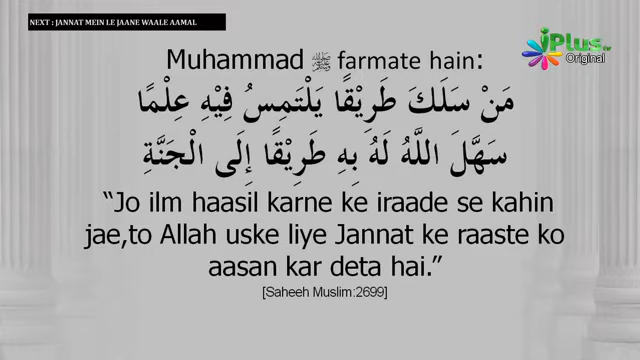 NEXT : JANNAT MEIN LE JAANE WAALE AAMAL
iPlus tv
Original
Muhammad ﷺ farmate hain:
مَنْ سَلَكَ طَرِيْقًا يَلْتَمِسُ فِيْهِ عِلْمًا
سَهَّلَ اللَّهُ لَهُ بِهِ طَرِيْقًا إِلَى الْجَنَّةِ
“Jo ilm haasil karne ke iraade se kahin
jae,to Allah uske liye Jannat ke raaste ko
aasan kar deta hai.”
[Saheeh Muslim:2699]